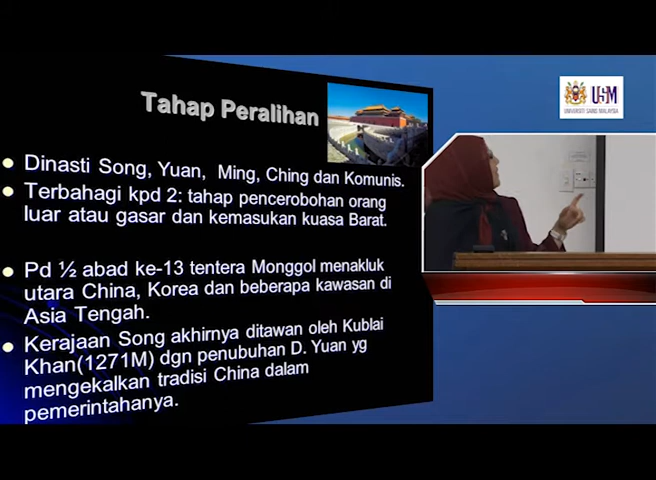 Tahap Peralihan
USM
UNIVERSITI SAINS MALAYSIA
Dinasti Song, Yuan, Ming, Ching dan Komunis.
Terbahagi kpd 2: tahap pencerobohan orang
luar atau gasar dan kemasukan kuasa Barat.
Pd ½ abad ke-13 tentera Monggol menakluk
utara China, Korea dan beberapa kawasan di
Asia Tengah.
Kerajaan Song akhirnya ditawan oleh Kublai
Khan(1271M) dgn penubuhan D. Yuan yg
mengekalkan tradisi China dalam
pemerintahanya.